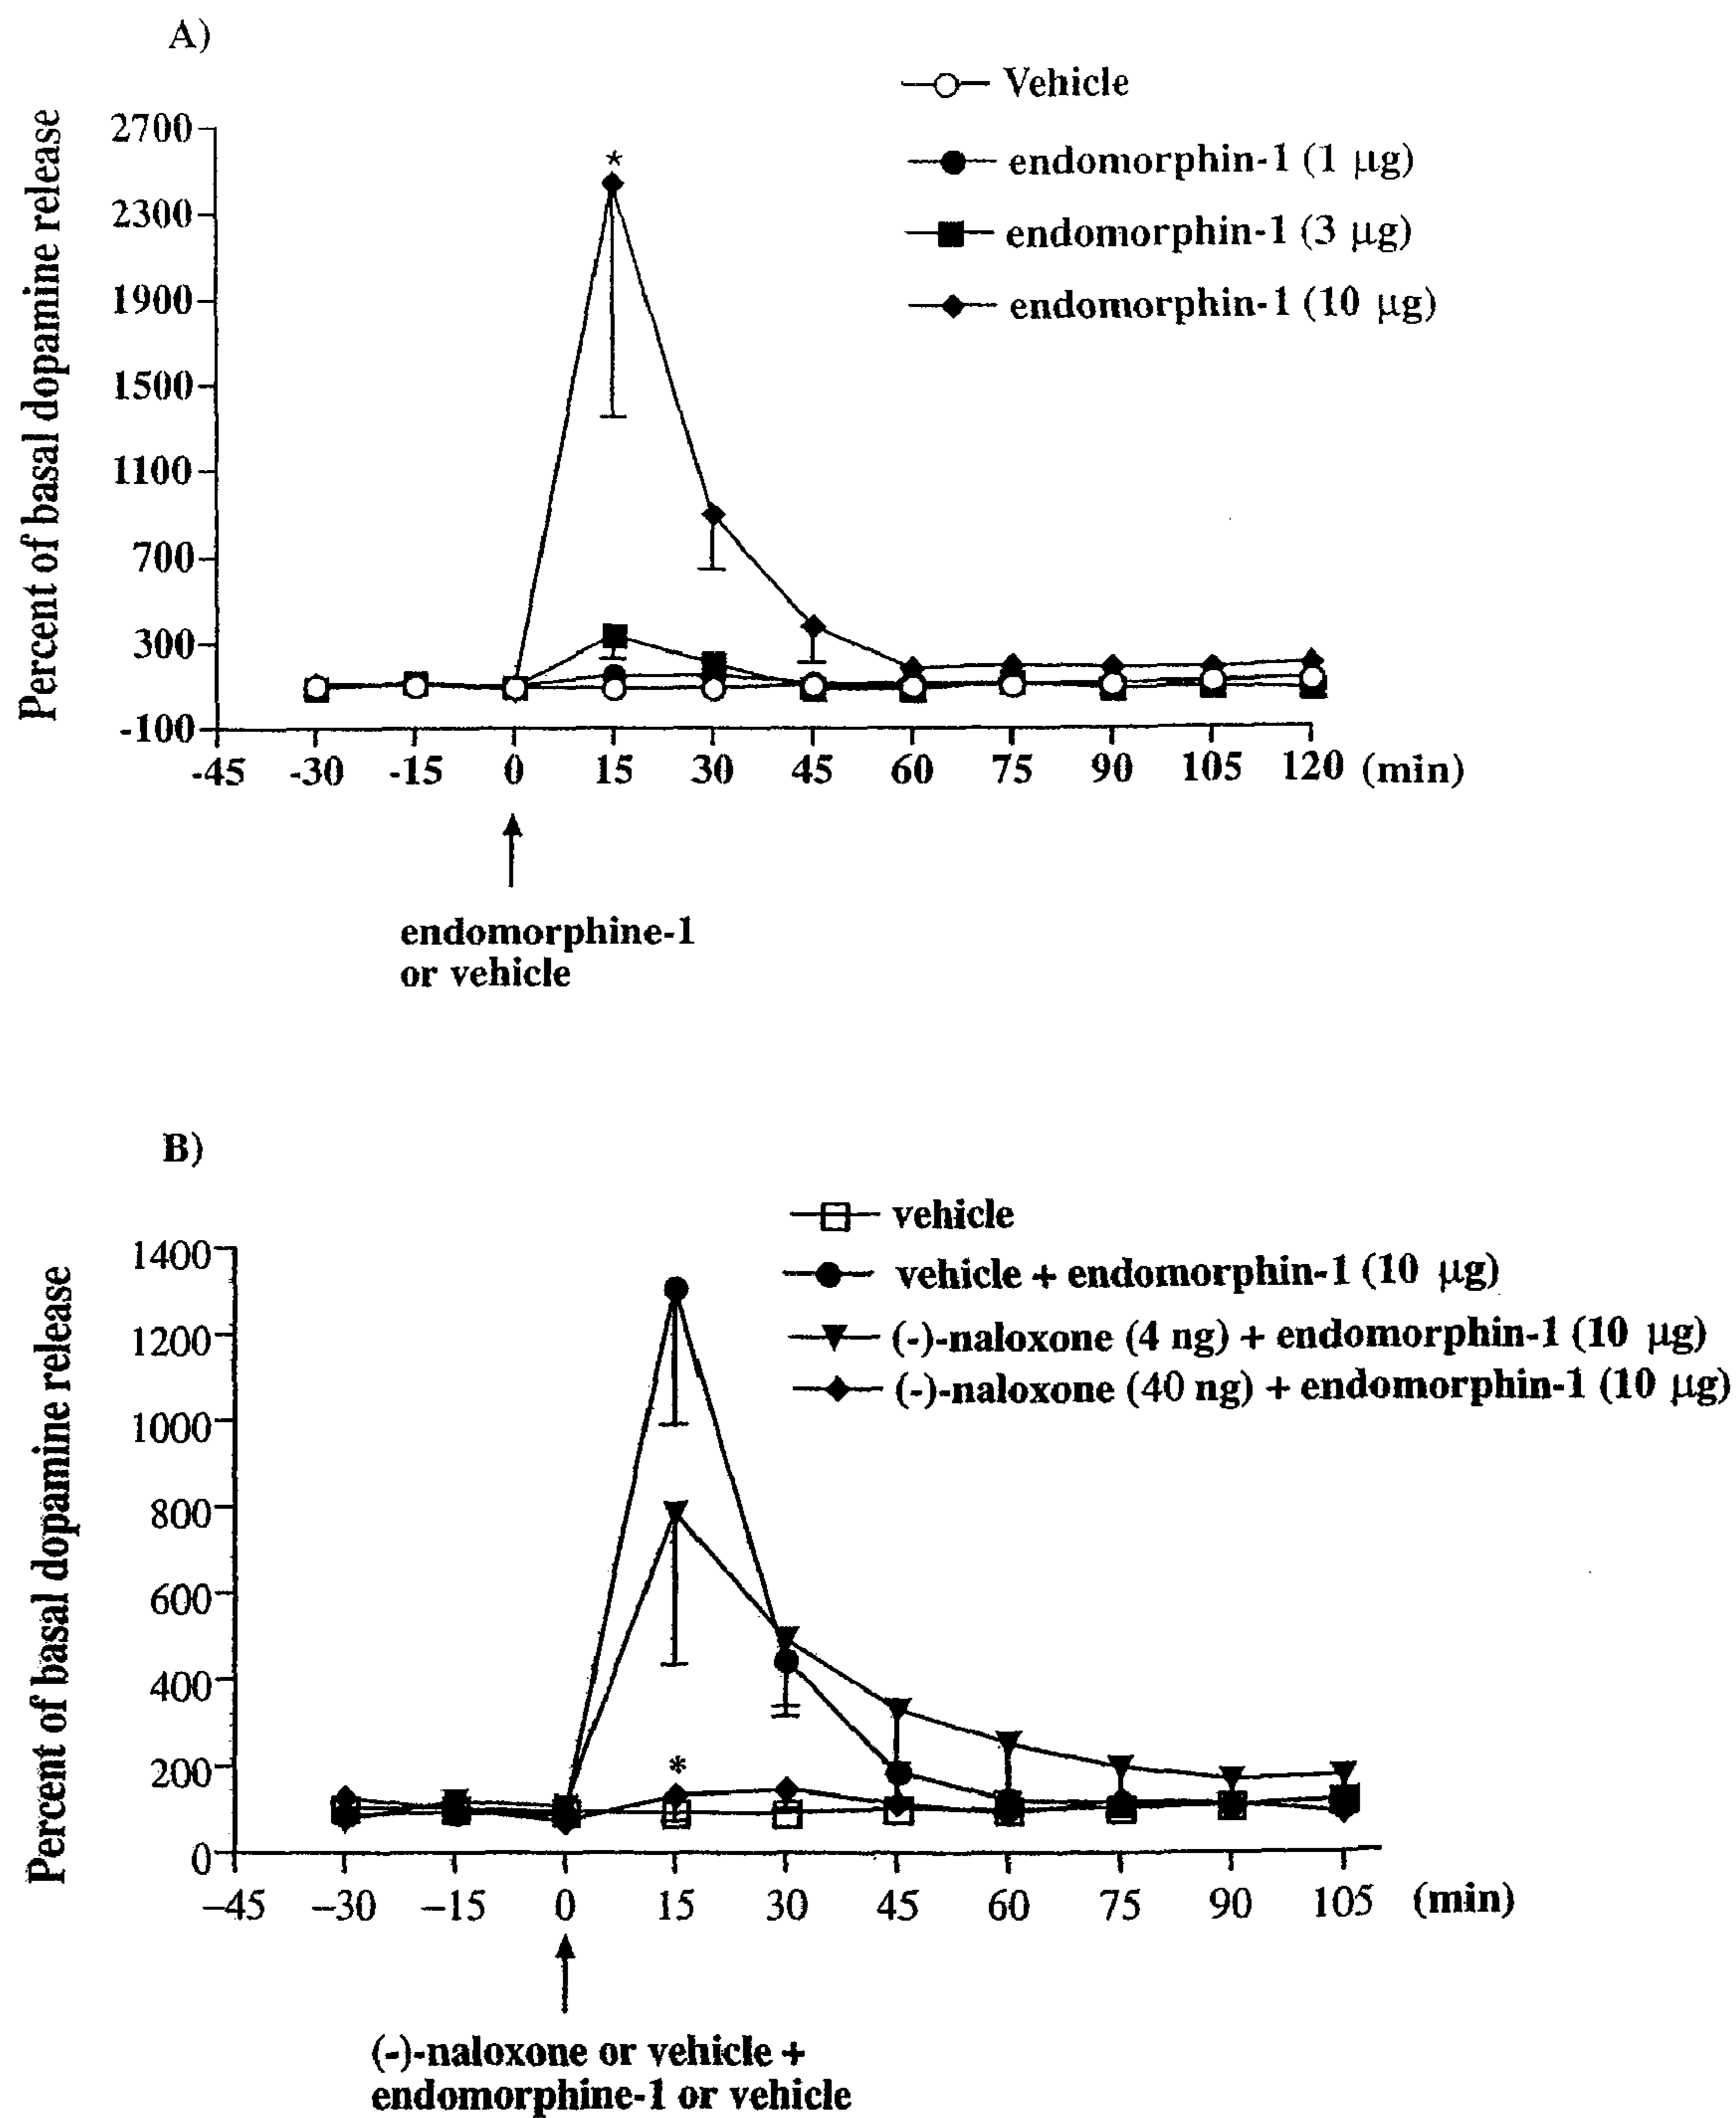 A)
Vehicle
endomorphin-1 (1 µg)
endomorphin-1 (3 µg)
endomorphin-1 (10 µg)
Percent of basal dopamine release
2700
2300
1900
1500
1100
700
300
-100
*
-45 -30 -15 0 15 30 45 60 75 90 105 120 (min)
endomorphine-1
or vehicle
B)
vehicle
vehicle + endomorphin-1 (10 µg)
(-)-naloxone (4 ng) + endomorphin-1 (10 µg)
(-)-naloxone (40 ng) + endomorphin-1 (10 µg)
Percent of basal dopamine release
1400
1200
1000
800
600
400
200
0
*
–45 –30 –15 0 15 30 45 60 75 90 105 (min)
(-)-naloxone or vehicle +
endomorphine-1 or vehicle